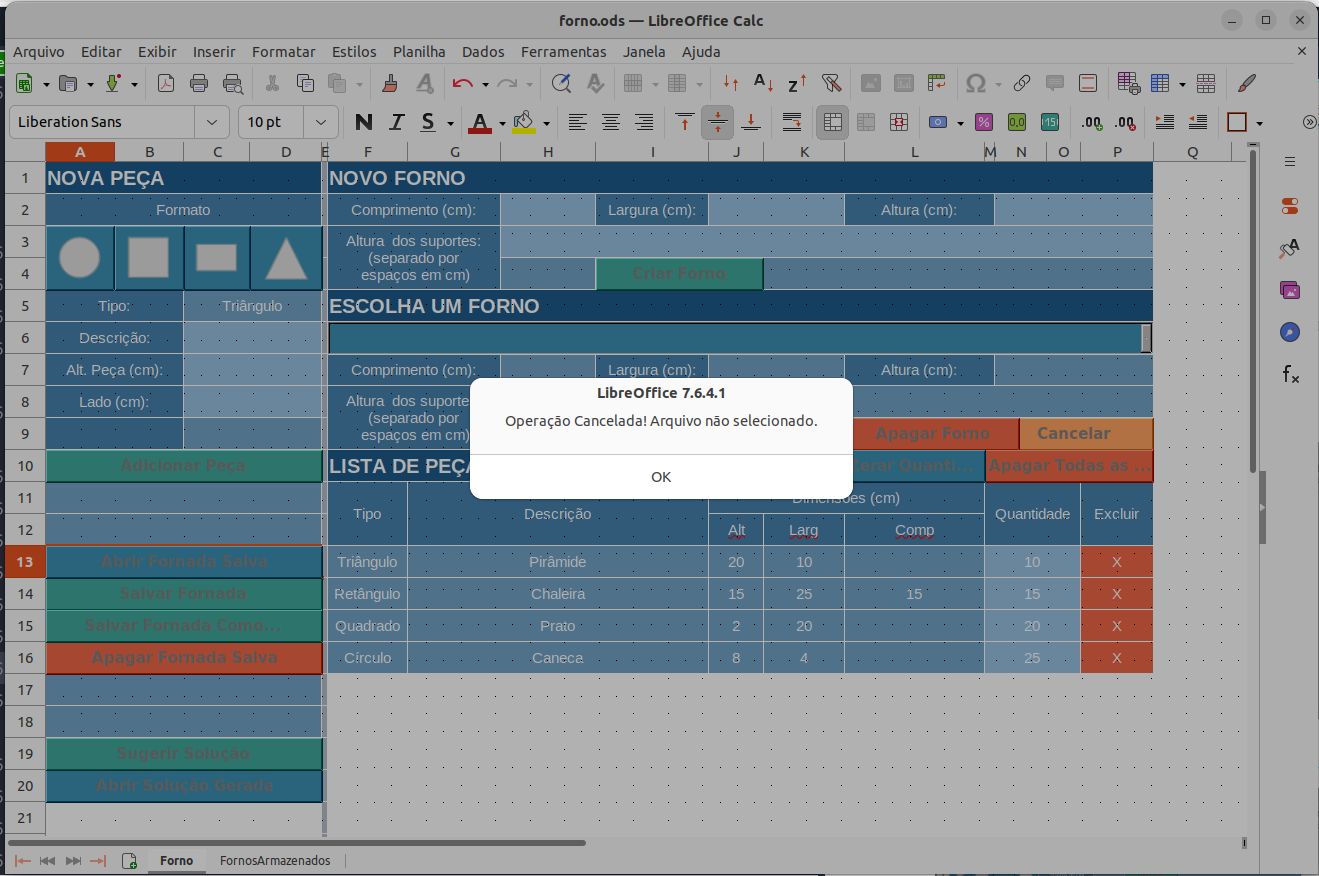 forno.ods — LibreOffice Calc
Arquivo Editar Exibir Inserir Formatar Estilos Planilha Dados Ferramentas Janela Ajuda
Liberation Sans 10 pt N I S
A B C D E F G H I J K L M N O P Q
1 NOVA PEÇA NOVO FORNO
2 Formato Comprimento (cm): Largura (cm): Altura (cm):
3 Altura dos suportes:
(separado por
4 espaços em cm) Criar Forno
5 Tipo: Triângulo ESCOLHA UM FORNO
6 Descrição:
7 Alt. Peça (cm): Comprimento (cm): Largura (cm): Altura (cm):
LibreOffice 7.6.4.1
Operação Cancelada! Arquivo não selecionado.
OK
8 Lado (cm): Altura dos suporte
(separado por
9 espaços em cm) Apagar Forno Cancelar
10 Adicionar Peça LISTA DE PEÇA Zerar Quanti... Apagar Todas as ...
11 Tipo Descrição Dimensões (cm) Quantidade Excluir
12 Alt Larg Comp
13 Abrir Fornada Salva Triângulo Pirâmide 20 10 10 X
14 Salvar Fornada Retângulo Chaleira 15 25 15 15 X
15 Salvar Fornada Como... Quadrado Prato 2 20 20 X
16 Apagar Fornada Salva Círculo Caneca 8 4 25 X
17
18
19 Sugerir Solução
20 Abrir Solução Gerada
21
Forno FornosArmazenados